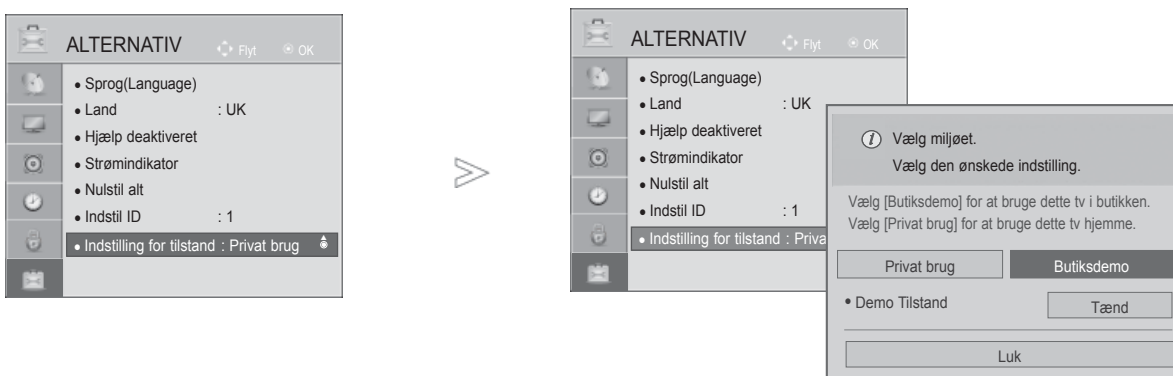 ALTERNATIV
Flyt OK
● Sprog(Language)
● Land : UK
● Hjælp deaktiveret
● Strømindikator
● Nulstil alt
● Indstil ID : 1
● Indstilling for tilstand : Privat brug
ALTERNATIV
Flyt OK
● Sprog(Language)
● Land : UK
● Hjælp deaktiveret
● Strømindikator
● Nulstil alt
● Indstil ID : 1
● Indstilling for tilstand : Priva
i Vælg miljøet.
Vælg den ønskede indstilling.
Vælg [Butiksdemo] for at bruge dette tv i butikken.
Vælg [Privat brug] for at bruge dette tv hjemme.
Privat brug Butiksdemo
● Demo Tilstand Tænd
Luk